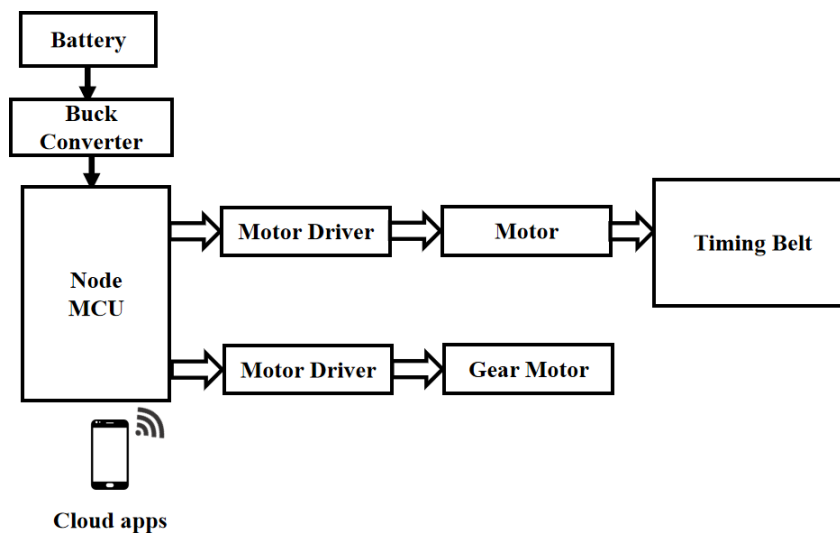 Battery
Buck
Converter
Node
MCU
Motor Driver
Motor
Timing Belt
Motor Driver
Gear Motor
Cloud apps